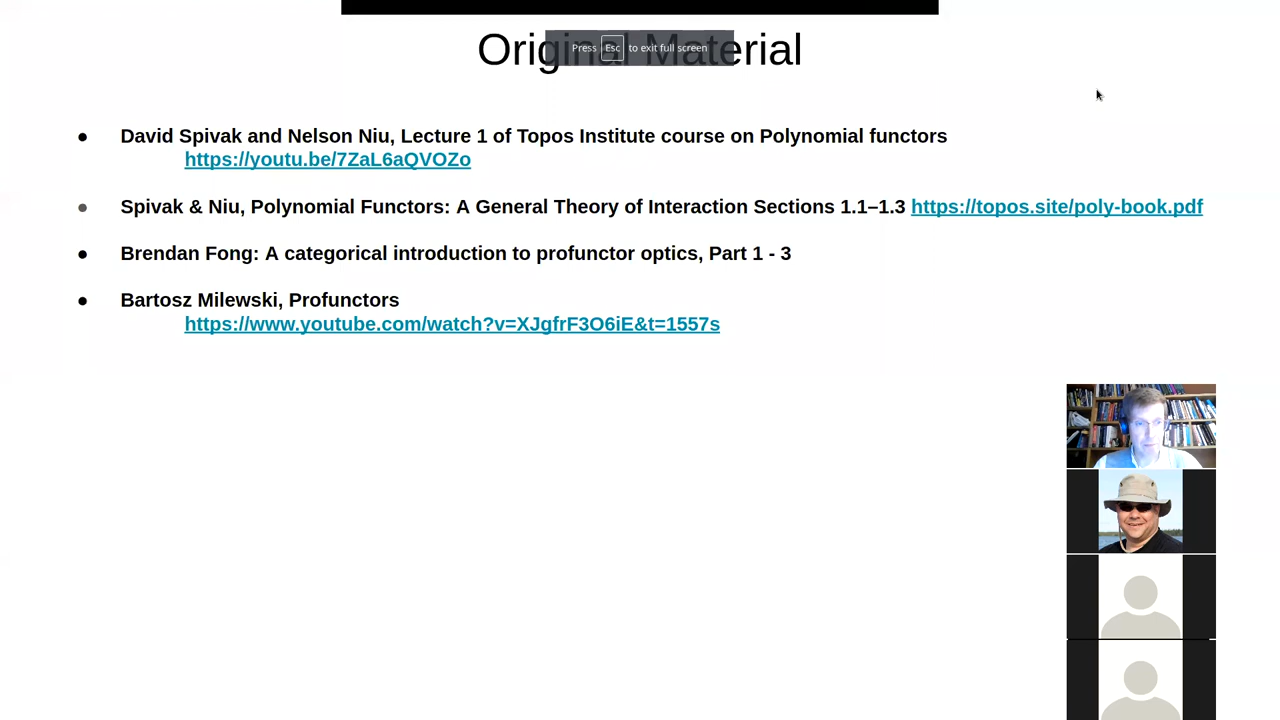 Original Material
Press Esc to exit full screen
● David Spivak and Nelson Niu, Lecture 1 of Topos Institute course on Polynomial functors
https://youtu.be/7ZaL6aQVOZo
● Spivak & Niu, Polynomial Functors: A General Theory of Interaction Sections 1.1–1.3 https://topos.site/poly-book.pdf
● Brendan Fong: A categorical introduction to profunctor optics, Part 1 - 3
● Bartosz Milewski, Profunctors
https://www.youtube.com/watch?v=XJgfrF3O6iE&t=1557s